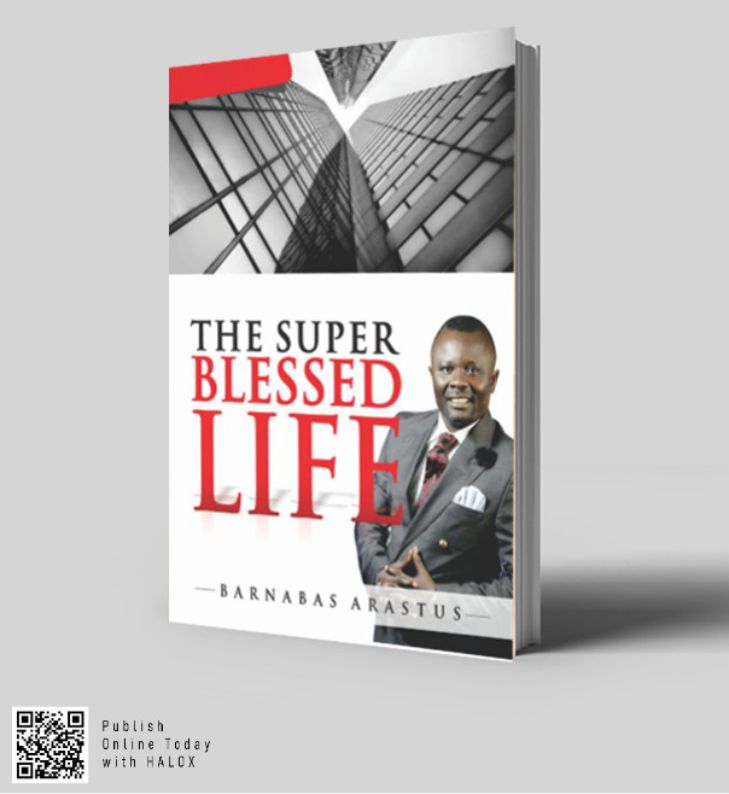 THE SUPER
BLESSED
LIFE
BARNABAS ARASTUS
Publish
Online Today
with HALOX